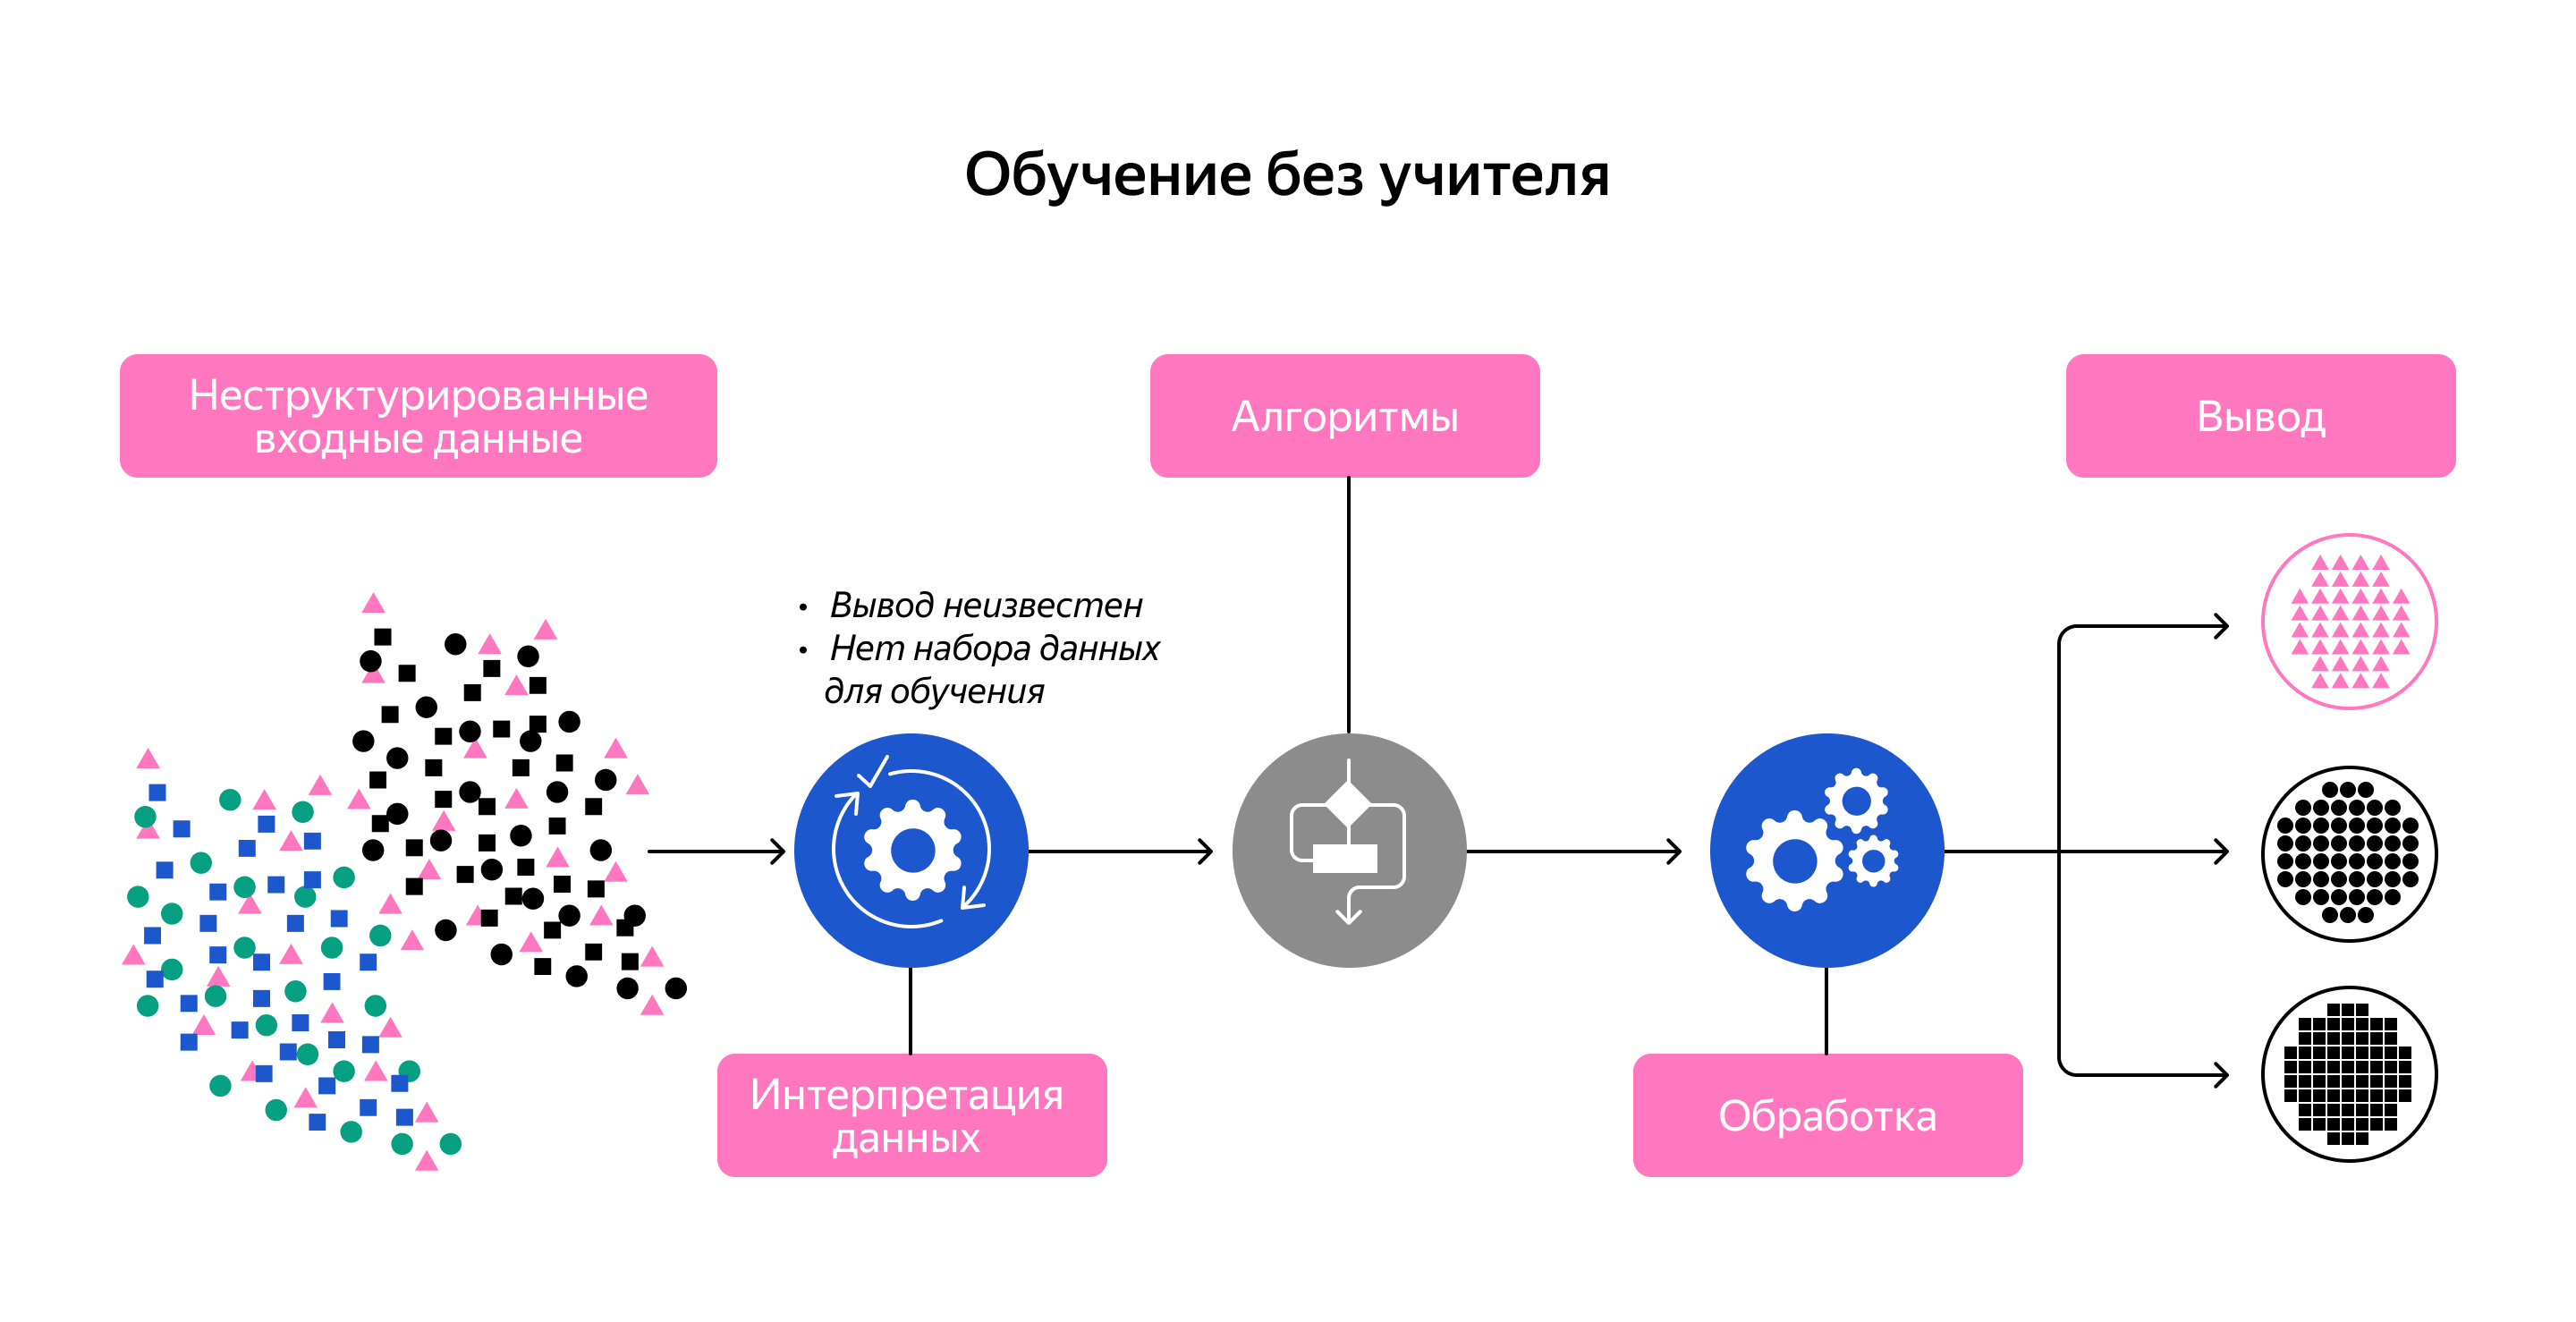 Обучение без учителя
Неструктурированные
входные данные
Алгоритмы
Вывод
• Вывод неизвестен
• Нет набора данных
для обучения
Интерпретация
данных
Обработка